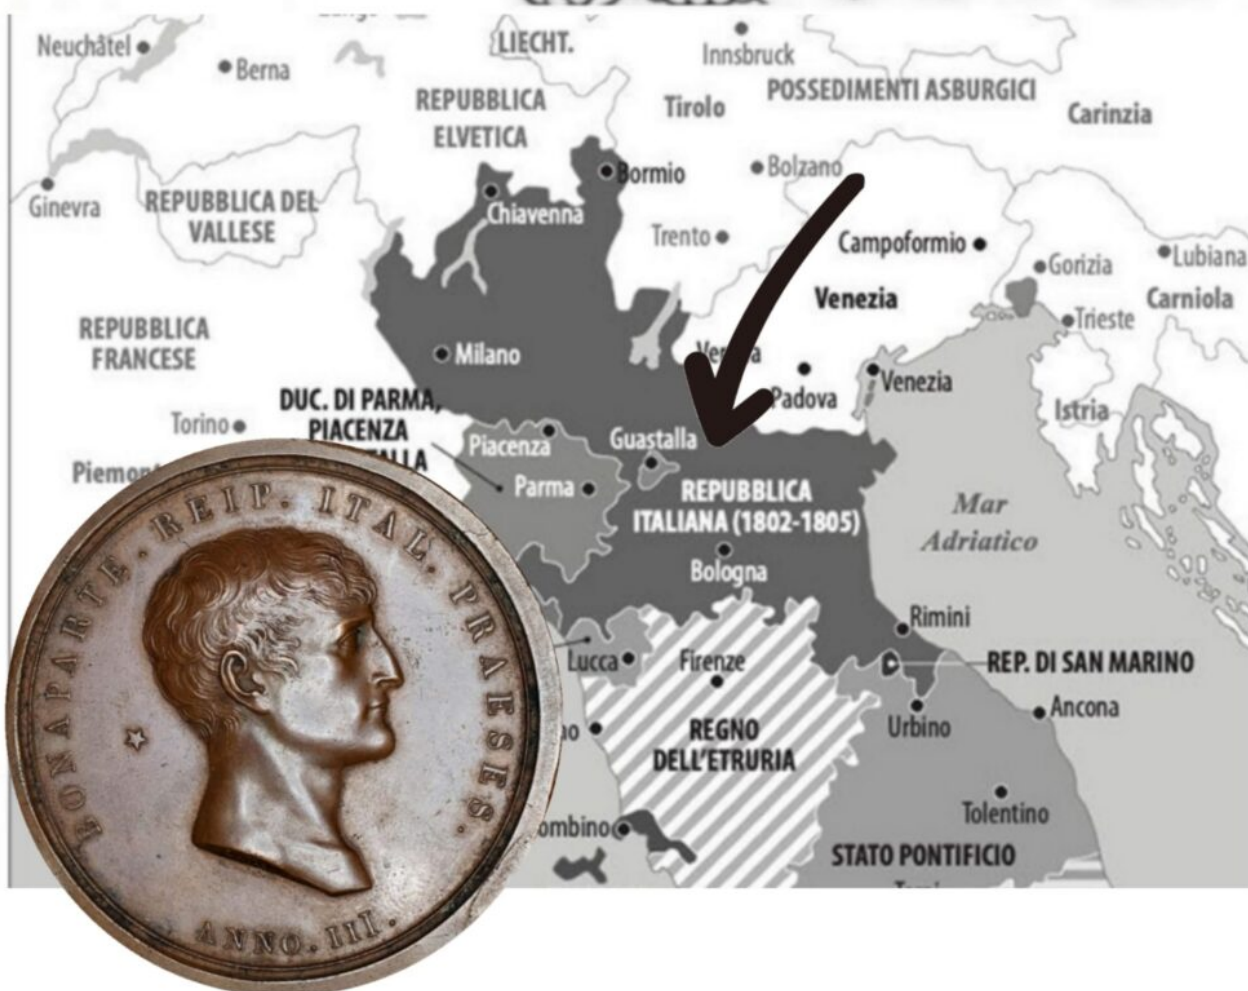 Neuchâtel
Berna
LIECHT.
Innsbruck
REPUBBLICA
ELVETICA
Tirolo
POSSEDIMENTI ASBURGICI
Carinzia
Bormio
Bolzano
Ginevra
REPUBBLICA DEL
VALLESE
Chiavenna
Trento
Campoformio
Gorizia
Lubiana
Venezia
Carniola
REPUBBLICA
FRANCESE
Trieste
Milano
Venezia
Padova
Istria
DUC. DI PARMA,
PIACENZA
Torino
Piacenza
Guastalla
Parma
REPUBBLICA
ITALIANA (1802-1805)
Mar
Adriatico
Bologna
Rimini
Lucca
Firenze
REP. DI SAN MARINO
Ancona
Urbino
REGNO
DELL'ETRURIA
Tolentino
STATO PONTIFICIO
BONAPARTE. REIP. ITAL. PRAESES.
ANNO. III.